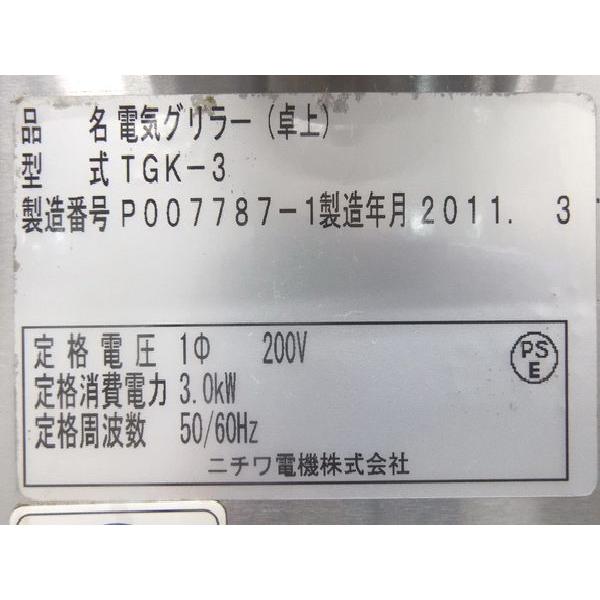 品 名 電気グリラー(卓上)
型 式 TGK-3
製造番号 P007787-1 製造年月 2011. 3
定格電圧 1Φ 200V
定格消費電力 3.0kW
定格周波数 50/60Hz
PS
E
ニチワ電機株式会社